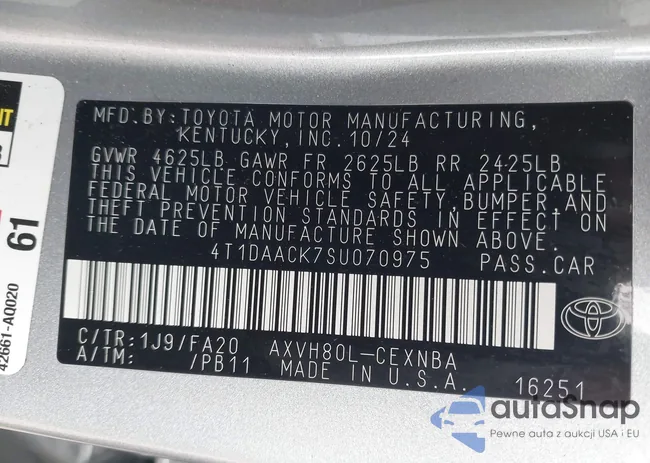 MFD.BY:TOYOTA MOTOR MANUFACTURING,
KENTUCKY,INC.10/24
GVWR 4625LB GAWR FR 2625LB RR 2425LB
THIS VEHICLE CONFORMS TO ALL APPLICABLE
FEDERAL MOTOR VEHICLE SAFETY,BUMPER,AND
THEFT PREVENTION STANDARDS IN EFFECT ON
THE DATE OF MANUFACTURE SHOWN ABOVE.
4T1DAACK7SU070975 PASS.CAR
C/TR:1J9/FA20 AXVH80L-CEXNBA
A/TM: /PB11 MADE IN U.S.A. 16251
TOYOTA
61
42661-AQ020
autoSnap
Pewne auta z aukcji USA i EU